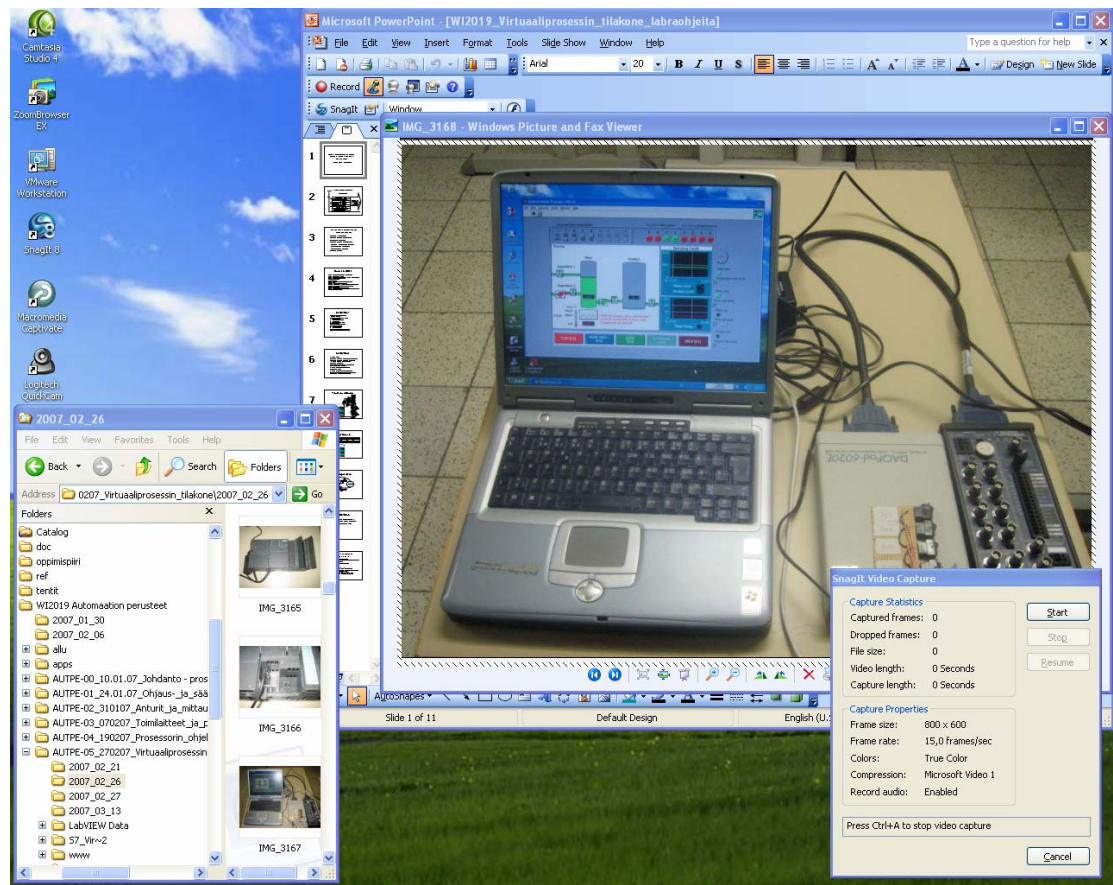 Camtasia
Studio 4
ZoomBrowser
EX
VMware
Workstation
SnagIt 8
Macromedia
Captivate
Logitech
QuickCam
Microsoft PowerPoint - [WI2019_Virtuaaliprosessin_tilakone_labraohjeita]
File Edit View Insert Format Tools Slide Show Window Help
Type a question for help
Arial 20 B I U S Design New Slide
Record
SnagIt Window
1
2
3
4
5
6
7
IMG_3168 - Windows Picture and Fax Viewer
DAQPad-6020E
AutoShapes
Slide 1 of 11 Default Design English (U.
2007_02_26
File Edit View Favorites Tools Help
Back Search Folders
Address 0207_Virtuaaliprosessin_tilakone\2007_02_26 Go
Folders
Catalog
doc
oppimispiiri
ref
tentit
WI2019 Automaation perusteet
2007_01_30
2007_02_06
allu
apps
AUTPE-00_10.01.07_Johdanto - pros
AUTPE-01_24.01.07_Ohjaus-_ja_sää
AUTPE-02_310107_Anturit_ja_mittau
AUTPE-03_070207_Toimilaitteet_ja_p
AUTPE-04_190207_Prosessorin_ohjel
AUTPE-05_270207_Virtuaaliprosessin
2007_02_21
2007_02_26
2007_02_27
2007_03_13
LabVIEW Data
S7_Vir~2
www
IMG_3165
IMG_3166
IMG_3167
SnagIt Video Capture
Capture Statistics
Captured frames: 0
Dropped frames: 0
File size: 0
Video length: 0 Seconds
Capture length: 0 Seconds
Start
Stop
Resume
Capture Properties
Frame size: 800 x 600
Frame rate: 15,0 frames/sec
Colors: True Color
Compression: Microsoft Video 1
Record audio: Enabled
Press Ctrl+A to stop video capture
Cancel